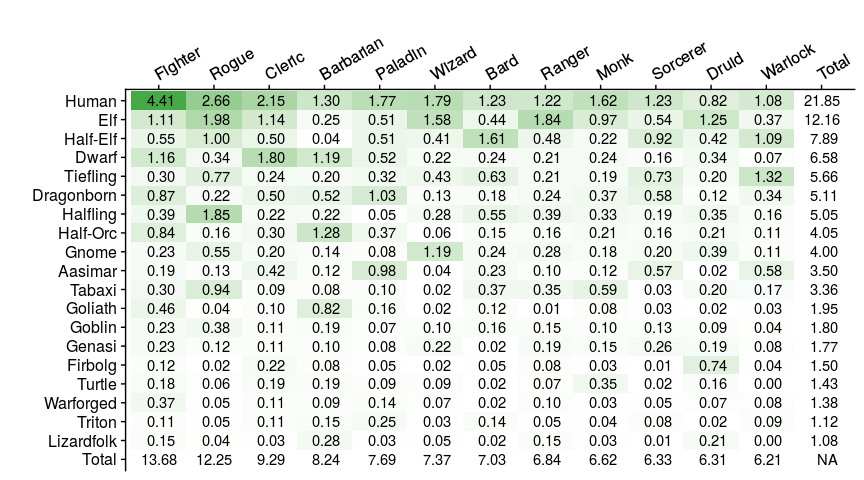 Fighter Rogue Cleric Barbarian Paladin Wizard Bard Ranger Monk Sorcerer Druid Warlock Total
Human 4.41 2.66 2.15 1.30 1.77 1.79 1.23 1.22 1.62 1.23 0.82 1.08 21.85
Elf 1.11 1.98 1.14 0.25 0.51 1.58 0.44 1.84 0.97 0.54 1.25 0.37 12.16
Half-Elf 0.55 1.00 0.50 0.04 0.51 0.41 1.61 0.48 0.22 0.92 0.42 1.09 7.89
Dwarf 1.16 0.34 1.80 1.19 0.52 0.22 0.24 0.21 0.24 0.16 0.34 0.07 6.58
Tiefling 0.30 0.77 0.24 0.20 0.32 0.43 0.63 0.21 0.19 0.73 0.20 1.32 5.66
Dragonborn 0.87 0.22 0.50 0.52 1.03 0.13 0.18 0.24 0.37 0.58 0.12 0.34 5.11
Halfling 0.39 1.85 0.22 0.22 0.05 0.28 0.55 0.39 0.33 0.19 0.35 0.16 5.05
Half-Orc 0.84 0.16 0.30 1.28 0.37 0.06 0.15 0.16 0.21 0.16 0.21 0.11 4.05
Gnome 0.23 0.55 0.20 0.14 0.08 1.19 0.24 0.28 0.18 0.20 0.39 0.11 4.00
Aasimar 0.19 0.13 0.42 0.12 0.98 0.04 0.23 0.10 0.12 0.57 0.02 0.58 3.50
Tabaxi 0.30 0.94 0.09 0.08 0.10 0.02 0.37 0.35 0.59 0.03 0.20 0.17 3.36
Goliath 0.46 0.04 0.10 0.82 0.16 0.02 0.12 0.01 0.08 0.03 0.02 0.03 1.95
Goblin 0.23 0.38 0.11 0.19 0.07 0.10 0.16 0.15 0.10 0.13 0.09 0.04 1.80
Genasi 0.23 0.12 0.11 0.10 0.08 0.22 0.02 0.19 0.15 0.26 0.19 0.08 1.77
Firbolg 0.12 0.02 0.22 0.08 0.05 0.02 0.05 0.08 0.03 0.01 0.74 0.04 1.50
Turtle 0.18 0.06 0.19 0.19 0.09 0.09 0.02 0.07 0.35 0.02 0.16 0.00 1.43
Warforged 0.37 0.05 0.11 0.09 0.14 0.07 0.02 0.10 0.03 0.05 0.07 0.08 1.38
Triton 0.11 0.05 0.11 0.15 0.25 0.03 0.14 0.05 0.04 0.08 0.02 0.09 1.12
Lizardfolk 0.15 0.04 0.03 0.28 0.03 0.05 0.02 0.15 0.03 0.01 0.21 0.00 1.08
Total 13.68 12.25 9.29 8.24 7.69 7.37 7.03 6.84 6.62 6.33 6.31 6.21 NA